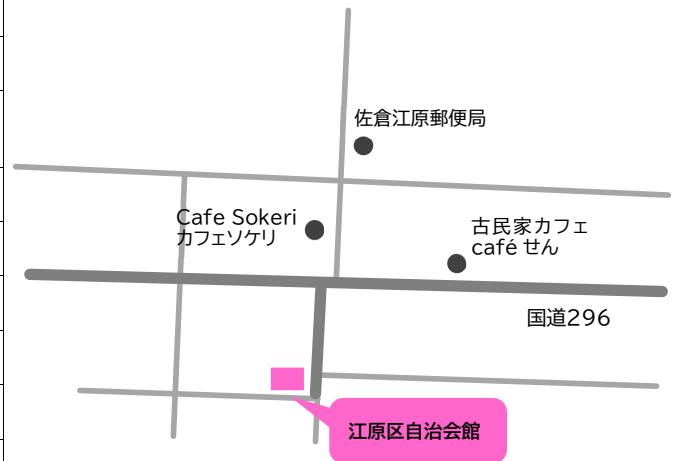 佐倉江原郵便局
Cafe Sokeri
カフェソケリ
古民家カフェ
café せん
国道296
江原区自治会館